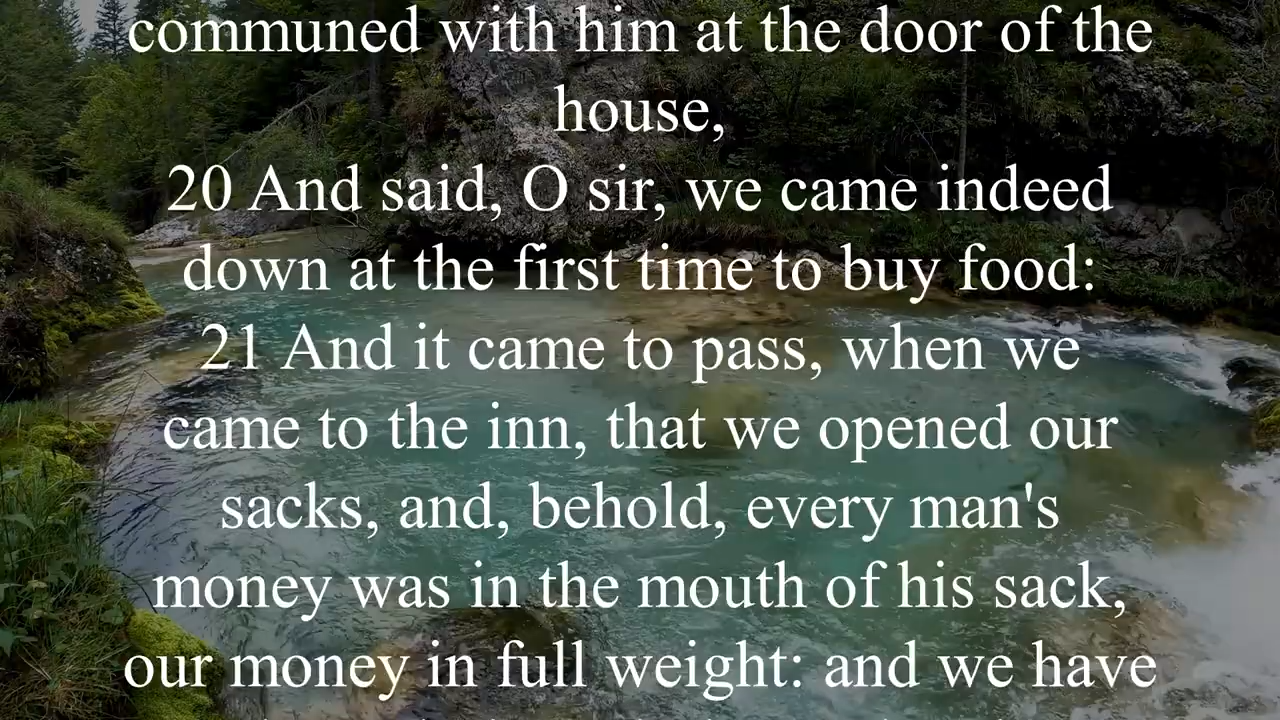 communed with him at the door of the
house,
20 And said, O sir, we came indeed
down at the first time to buy food:
21 And it came to pass, when we
came to the inn, that we opened our
sacks, and, behold, every man's
money was in the mouth of his sack,
our money in full weight: and we have